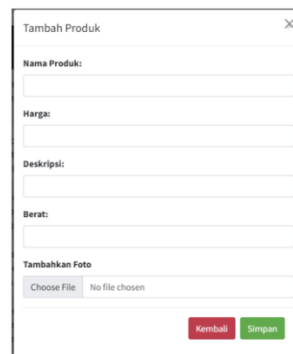 Tambah Produk
Nama Produk:
Harga:
Deskripsi:
Berat:
Tambahkan Foto
Choose File No file chosen
Kembali Simpan